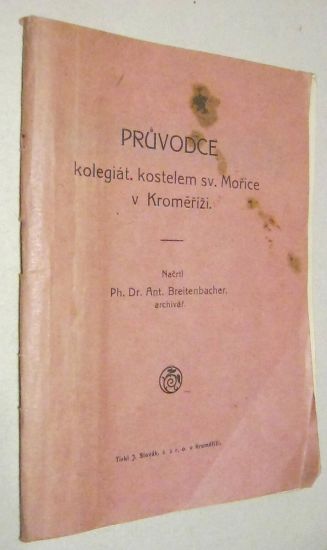 PRŮVODCE
kolegiát. kostelem sv. Mořice
v Kroměříži.
Načrtl
Ph. Dr. Ant. Breitenbacher,
archivář.
Tiskl J. Slovák, s. s r. o. v Kroměříži.